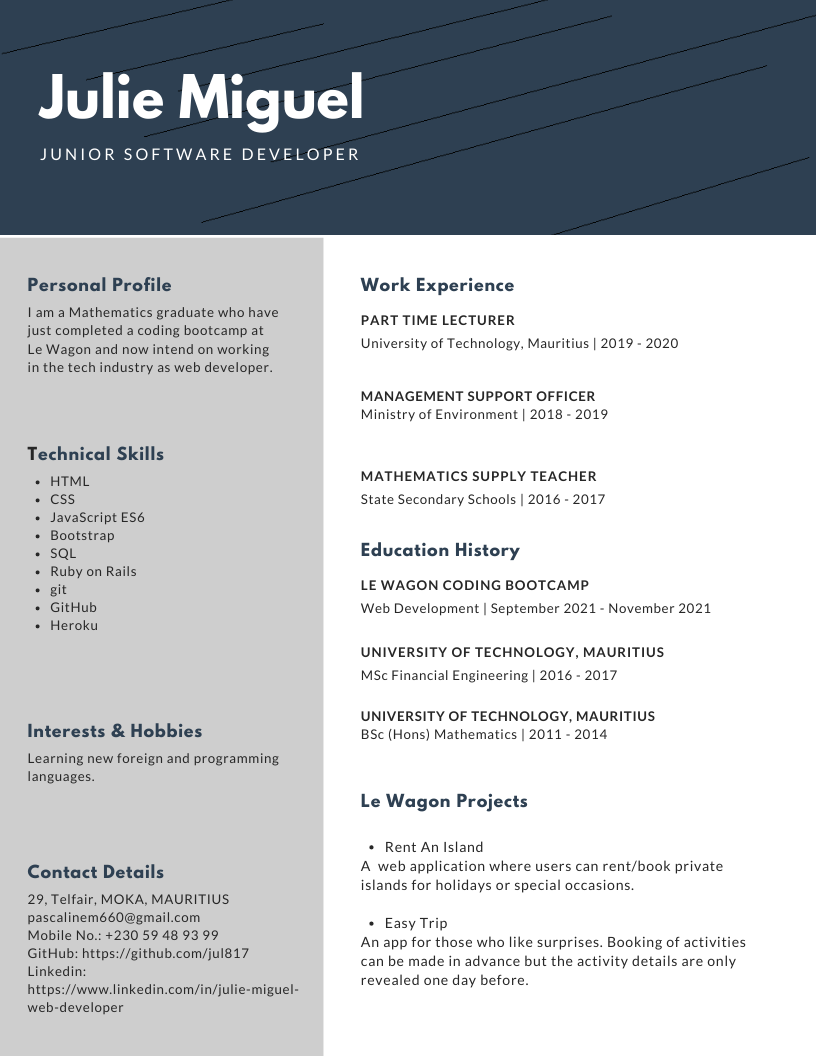 Julie Miguel
JUNIOR SOFTWARE DEVELOPER
Personal Profile
I am a Mathematics graduate who have
just completed a coding bootcamp at
Le Wagon and now intend on working
in the tech industry as web developer.
Technical Skills
• HTML
• CSS
• JavaScript ES6
• Bootstrap
• SQL
• Ruby on Rails
• git
• GitHub
• Heroku
Interests & Hobbies
Learning new foreign and programming
languages.
Contact Details
29, Telfair, MOKA, MAURITIUS
pascalinem660@gmail.com
Mobile No.: +230 59 48 93 99
GitHub: https://github.com/jul817
Linkedin:
https://www.linkedin.com/in/julie-miguel-
web-developer
Work Experience
PART TIME LECTURER
University of Technology, Mauritius | 2019 - 2020
MANAGEMENT SUPPORT OFFICER
Ministry of Environment | 2018 - 2019
MATHEMATICS SUPPLY TEACHER
State Secondary Schools | 2016 - 2017
Education History
LE WAGON CODING BOOTCAMP
Web Development | September 2021 - November 2021
UNIVERSITY OF TECHNOLOGY, MAURITIUS
MSc Financial Engineering | 2016 - 2017
UNIVERSITY OF TECHNOLOGY, MAURITIUS
BSc (Hons) Mathematics | 2011 - 2014
Le Wagon Projects
• Rent An Island
A  web application where users can rent/book private
islands for holidays or special occasions.
• Easy Trip
An app for those who like surprises. Booking of activities
can be made in advance but the activity details are only
revealed one day before.